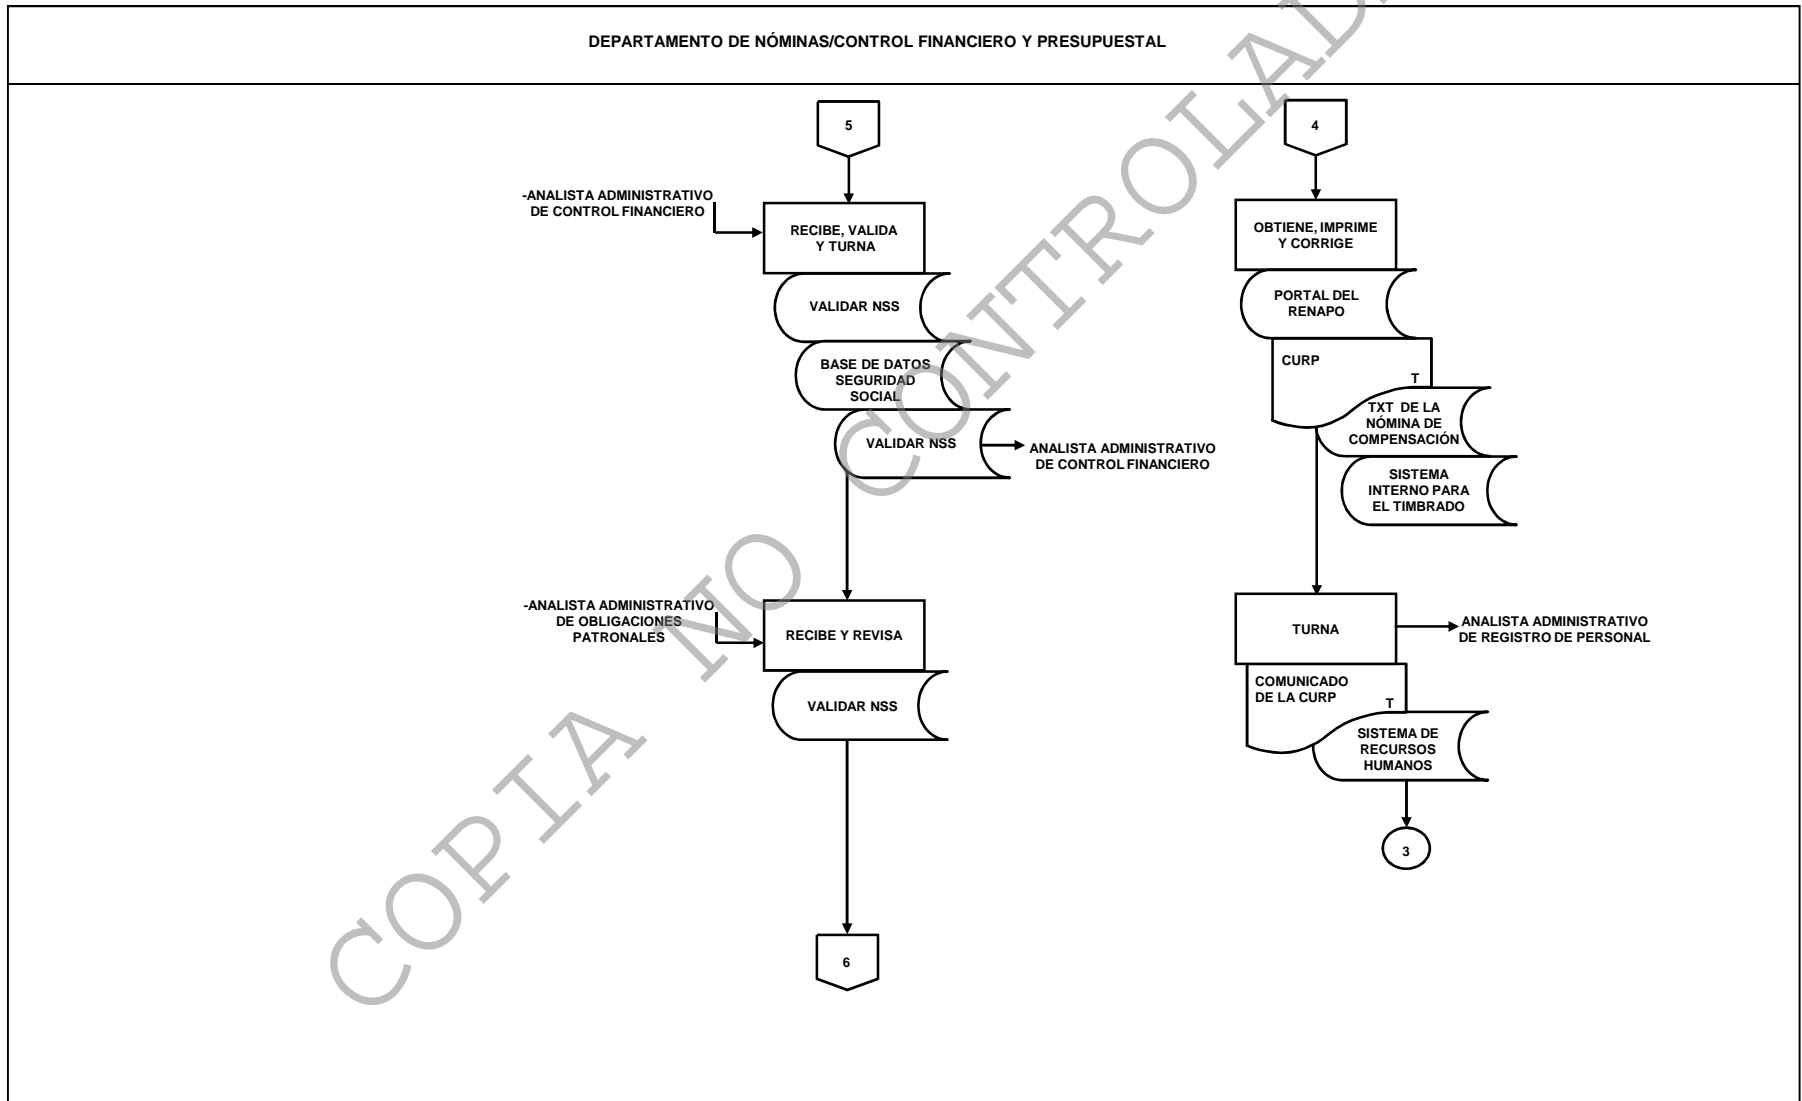 DEPARTAMENTO DE NÓMINAS/CONTROL FINANCIERO Y PRESUPUESTAL
5
-ANALISTA ADMINISTRATIVO
DE CONTROL FINANCIERO
RECIBE, VALIDA
Y TURNA
VALIDAR NSS
BASE DE DATOS
SEGURIDAD
SOCIAL
VALIDAR NSS
ANALISTA ADMINISTRATIVO
DE CONTROL FINANCIERO
-ANALISTA ADMINISTRATIVO
DE OBLIGACIONES
PATRONALES
RECIBE Y REVISA
VALIDAR NSS
6
4
OBTIENE, IMPRIME
Y CORRIGE
PORTAL DEL
RENAPO
CURP
T
TXT DE LA
NÓMINA DE
COMPENSACIÓN
SISTEMA
INTERNO PARA
EL TIMBRADO
TURNA
ANALISTA ADMINISTRATIVO
DE REGISTRO DE PERSONAL
COMUNICADO
DE LA CURP
T
SISTEMA DE
RECURSOS
HUMANOS
3
COPIA NO CONTROLAD